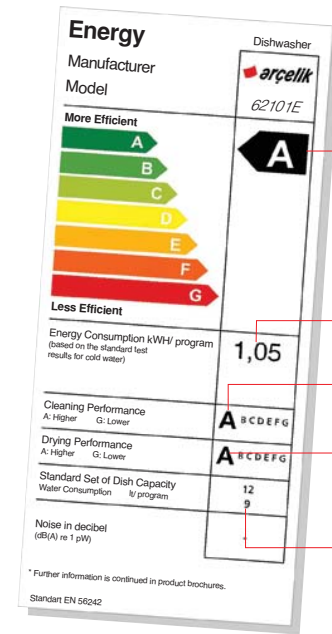 Energy
Dishwasher
Manufacturer
arçelik
Model
62101E
More Efficient
A
A
B
C
D
E
F
G
Less Efficient
Energy Consumption kWH/ program
(based on the standard test
results for cold water)
1,05
Cleaning Performance
A: Higher G: Lower
A B C D E F G
Drying Performance
A: Higher G: Lower
A B C D E F G
Standard Set of Dish Capacity
12
Water Consumption lt/ program
9
Noise in decibel
(dB(A) re 1 pW)
-
* Further information is continued in product brochures.
Standart EN 56242